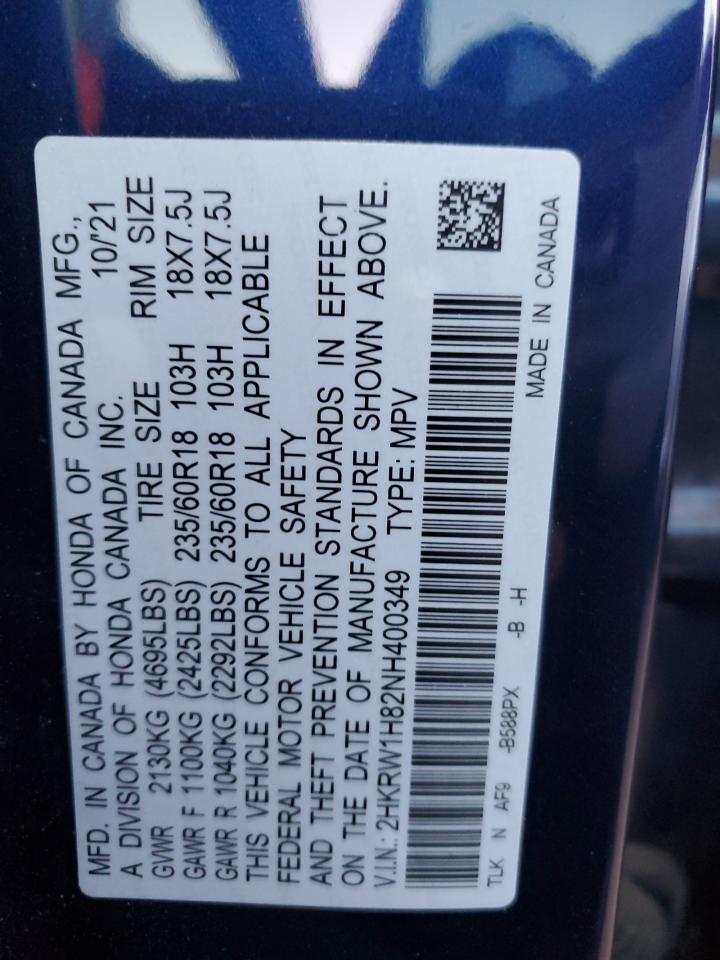 MFD. IN CANADA BY HONDA OF CANADA MFG.,
A DIVISION OF HONDA CANADA INC. 10/'21
GVWR 2130KG (4695LBS) TIRE SIZE RIM SIZE
GAWR F 1100KG (2425LBS) 235/60R18 103H 18X7.5J
GAWR R 1040KG (2292LBS) 235/60R18 103H 18X7.5J
THIS VEHICLE CONFORMS TO ALL APPLICABLE
FEDERAL MOTOR VEHICLE SAFETY
AND THEFT PREVENTION STANDARDS IN EFFECT
ON THE DATE OF MANUFACTURE SHOWN ABOVE.
V.I.N.: 2HKRW1H82NH400349 TYPE: MPV
TLK N AF9 -B588PX -B -H
MADE IN CANADA